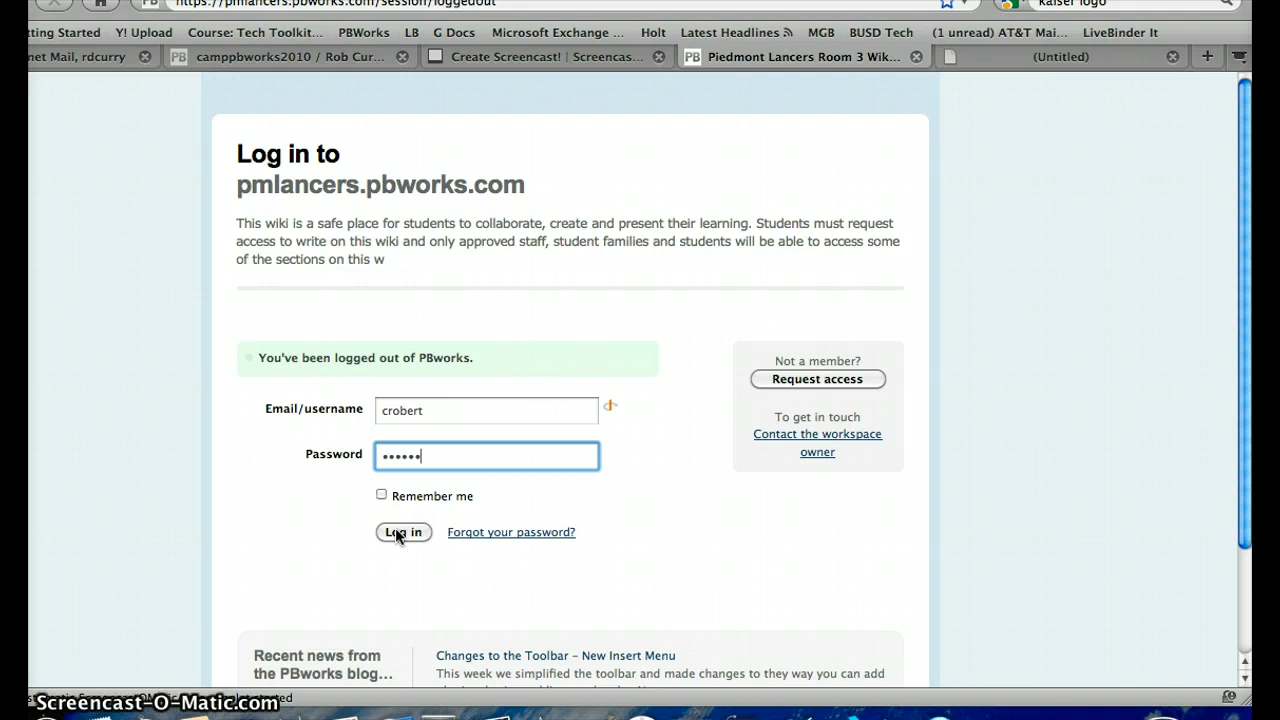 https://pmlancers.pbworks.com/session/loggedout
kaiser logo
tting Started Y! Upload Course: Tech Toolkit... PBWorks LB G Docs Microsoft Exchange ... Holt Latest Headlines MGB BUSD Tech (1 unread) AT&T Mai... LiveBinder It
net Mail, rdcurry PB camppbworks2010 / Rob Cur... Create Screencast! | Screencas... PB Piedmont Lancers Room 3 Wik... (Untitled)
Log in to
pmlancers.pbworks.com
This wiki is a safe place for students to collaborate, create and present their learning. Students must request
access to write on this wiki and only approved staff, student families and students will be able to access some
of the sections on this w
You've been logged out of PBworks.
Email/username crobert
Password ••••••
Remember me
Log in Forgot your password?
Not a member?
Request access
To get in touch
Contact the workspace
owner
Recent news from
the PBworks blog...
Changes to the Toolbar – New Insert Menu
This week we simplified the toolbar and made changes to they way you can add
Screencast-O-Matic.com